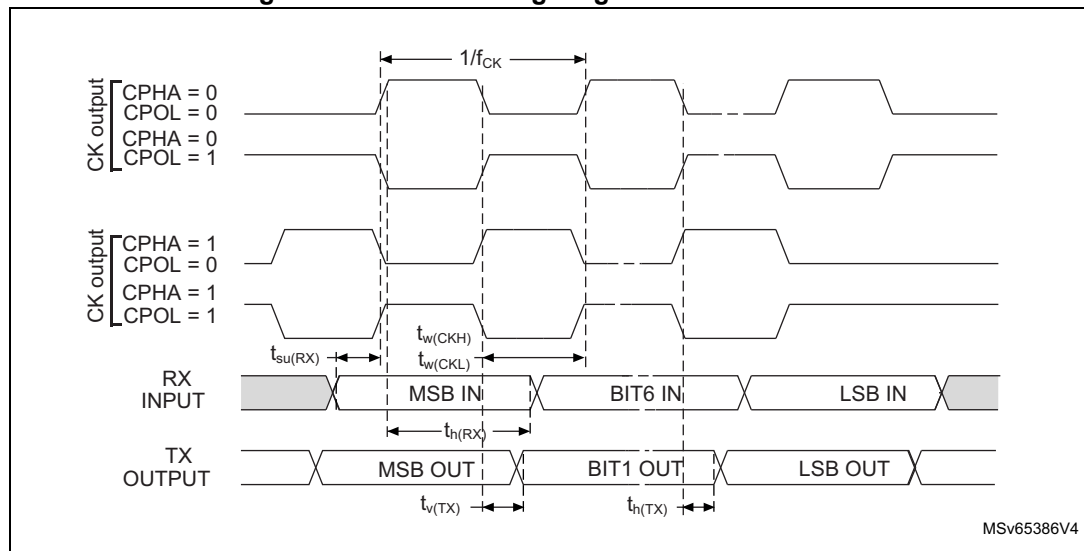 1/fCK
CK output
CPHA = 0
CPOL = 0
CPHA = 0
CPOL = 1
CK output
CPHA = 1
CPOL = 0
CPHA = 1
CPOL = 1
tw(CKH)
tw(CKL)
tsu(RX)
RX
INPUT
MSB IN
BIT6 IN
LSB IN
th(RX)
TX
OUTPUT
MSB OUT
BIT1 OUT
LSB OUT
tv(TX)
th(TX)
MSv65386V4